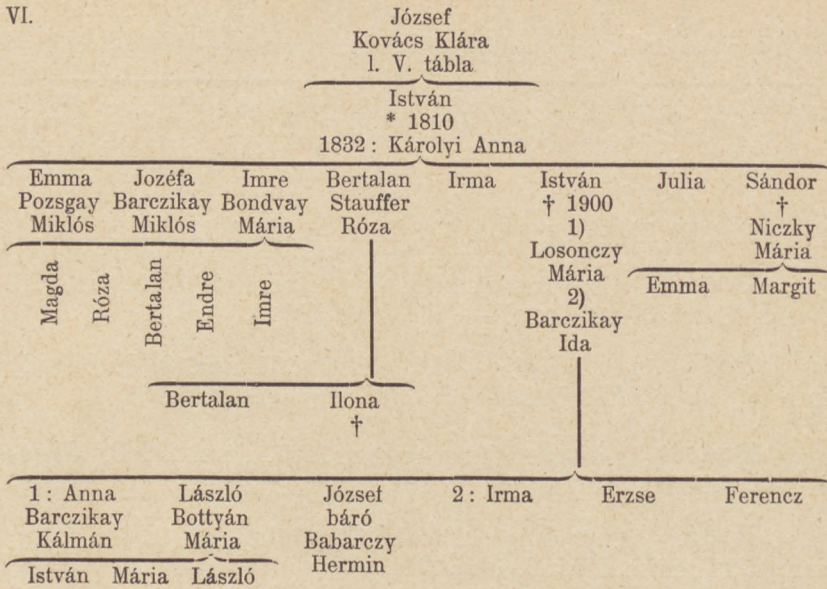 VI.
József
Kovács Klára
l. V. tábla
István
* 1810
1832 : Károlyi Anna
Emma Jozéfa Imre Bertalan Irma István Julia Sándor
Pozsgay Barczikay Bondvay Stauffer † 1900 †
Miklós Miklós Mária Róza 1) Niczky
Losonczy Mária
Mária
Magda Róza Bertalan Endre Imre Emma Margit
2)
Barczikay
Ida
Bertalan Ilona
†
1 : Anna László József 2 : Irma Erzse Ferencz
Barczikay Bottyán báró
Kálmán Mária Babarczy
Hermin
István Mária László